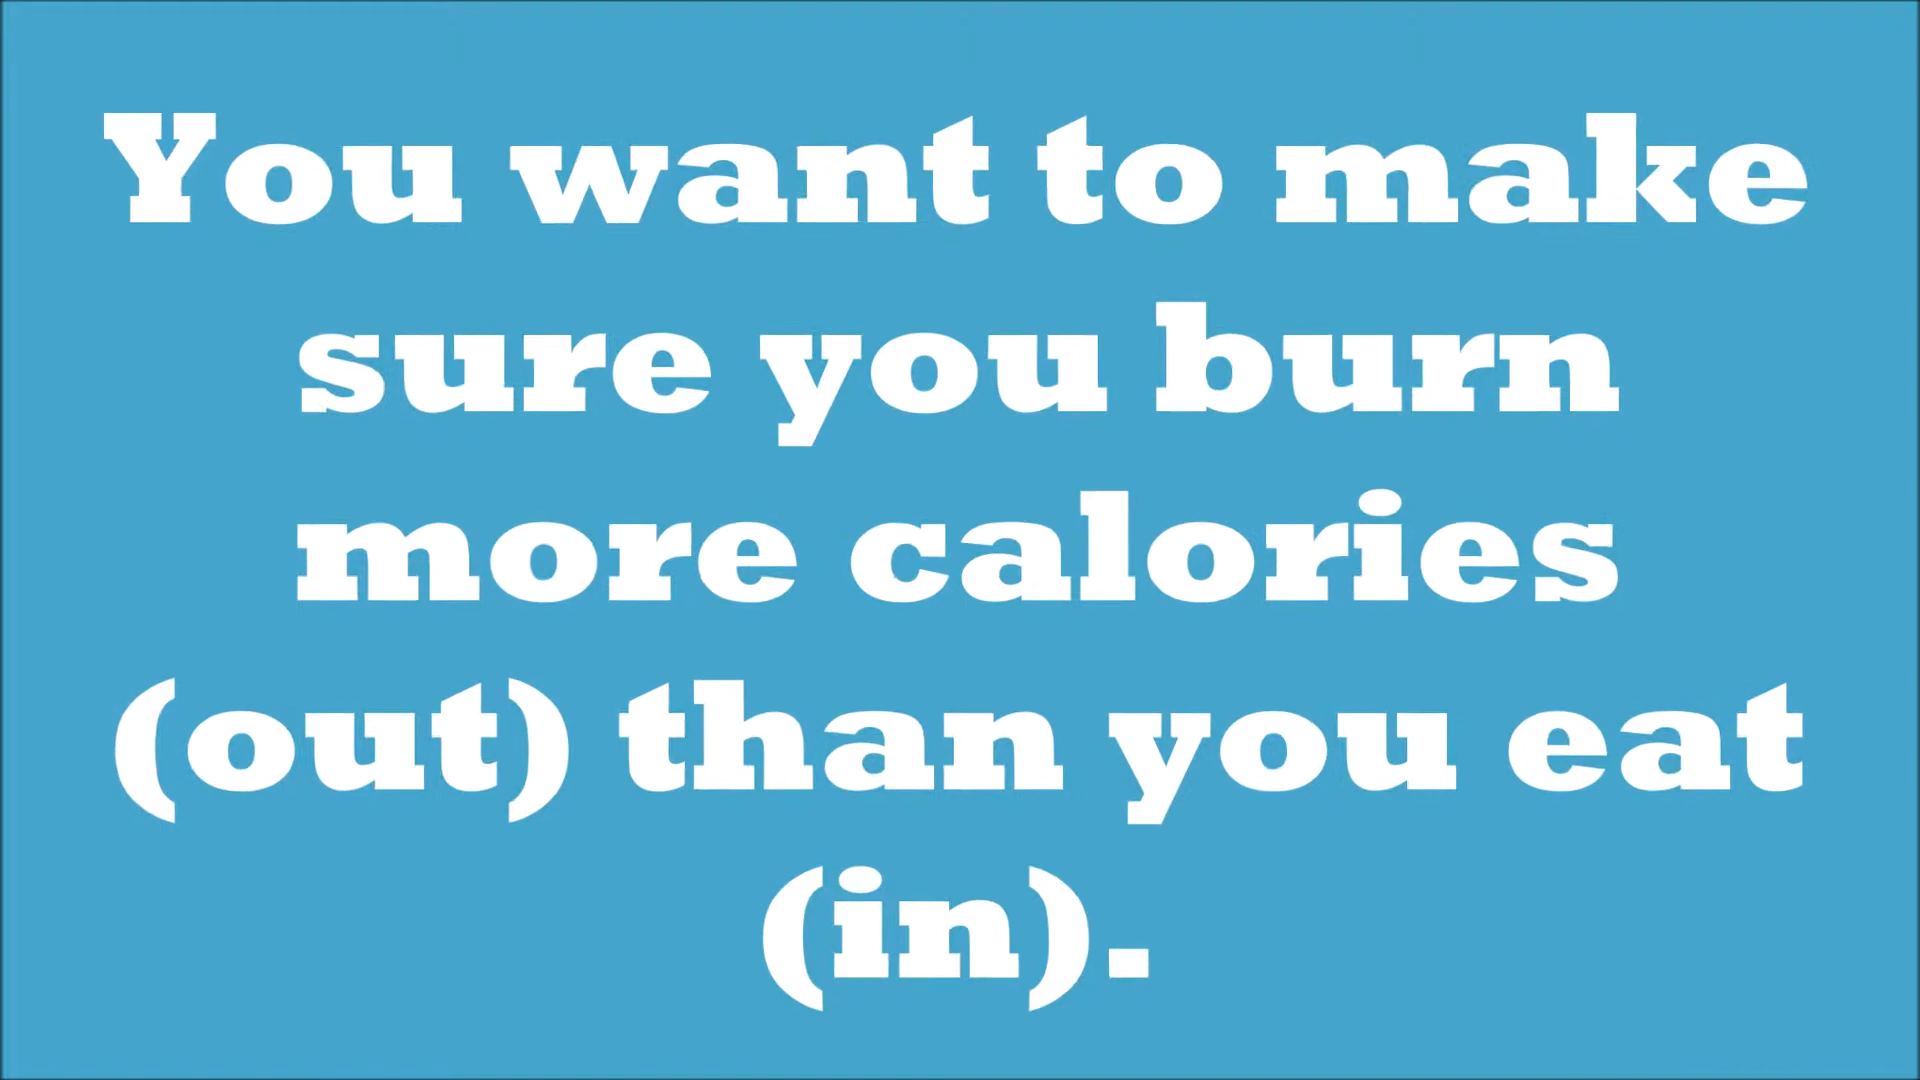 You want to make
sure you burn
more calories
(out) than you eat
(in).